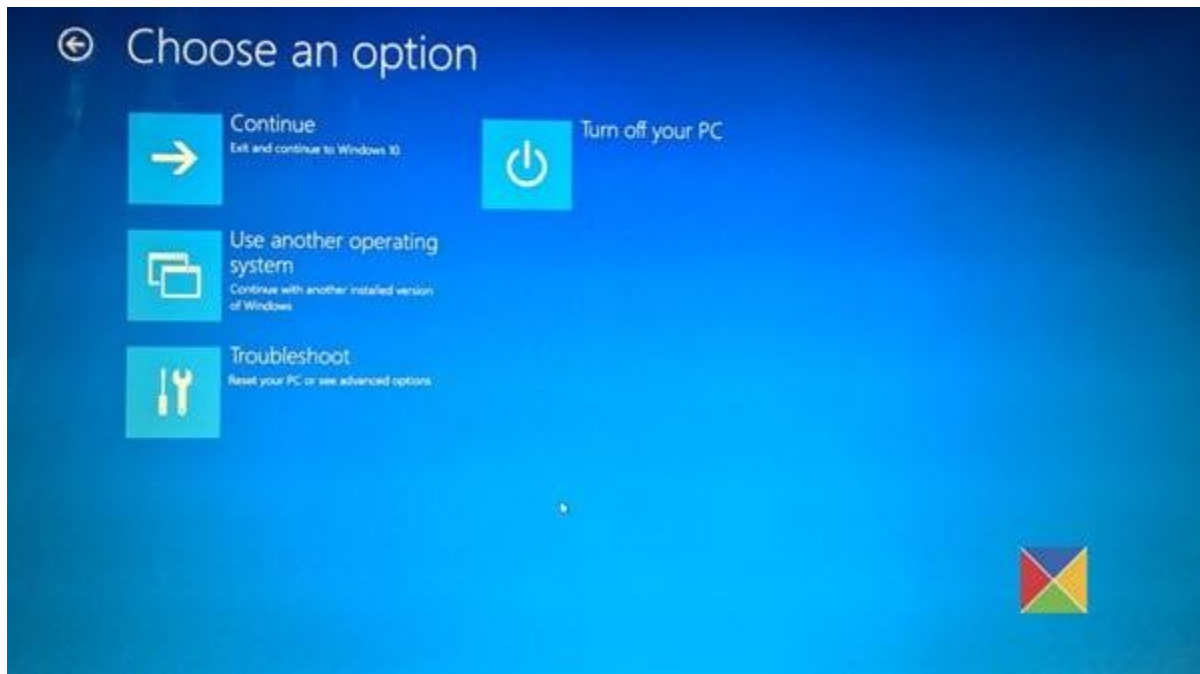 Choose an option
Continue
Exit and continue to Windows 10
Turn off your PC
Use another operating
system
Continue with another installed version
of Windows
Troubleshoot
Reset your PC or see advanced options